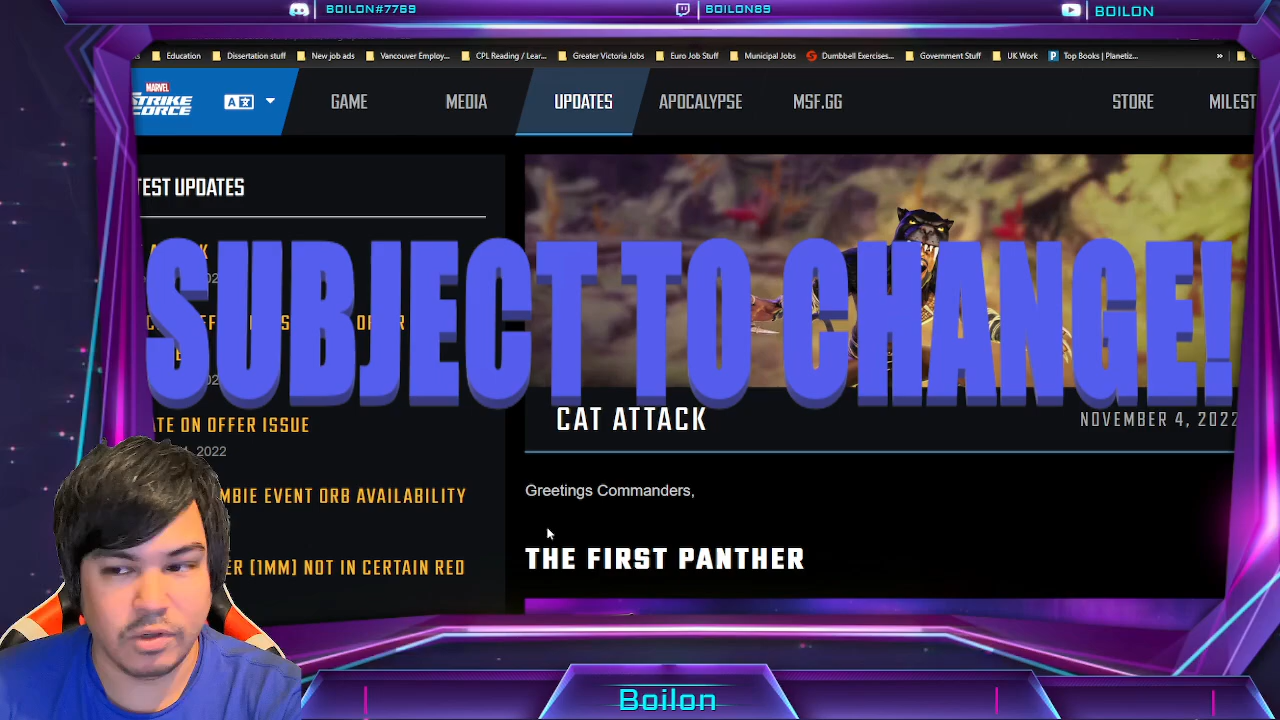 BOILON#7769
BOILON89
BOILON
Education
Dissertation stuff
New job ads
Vancouver Employ...
CPL Reading / Lear...
Greater Victoria Jobs
Euro Job Stuff
Municipal Jobs
Dumbbell Exercises...
Government Stuff
UK Work
Top Books | Planetiz...
»
MARVEL
STRIKE
FORCE
GAME
MEDIA
UPDATES
APOCALYPSE
MSF.GG
STORE
MILEST
TEST UPDATES
SUBJECT TO CHANGE!
CAT ATTACK
NOVEMBER 4, 2022
ATE ON OFFER ISSUE
, 2022
MBIE EVENT ORB AVAILABILITY
ER [1MM] NOT IN CERTAIN RED
Greetings Commanders,
THE FIRST PANTHER
Boilon